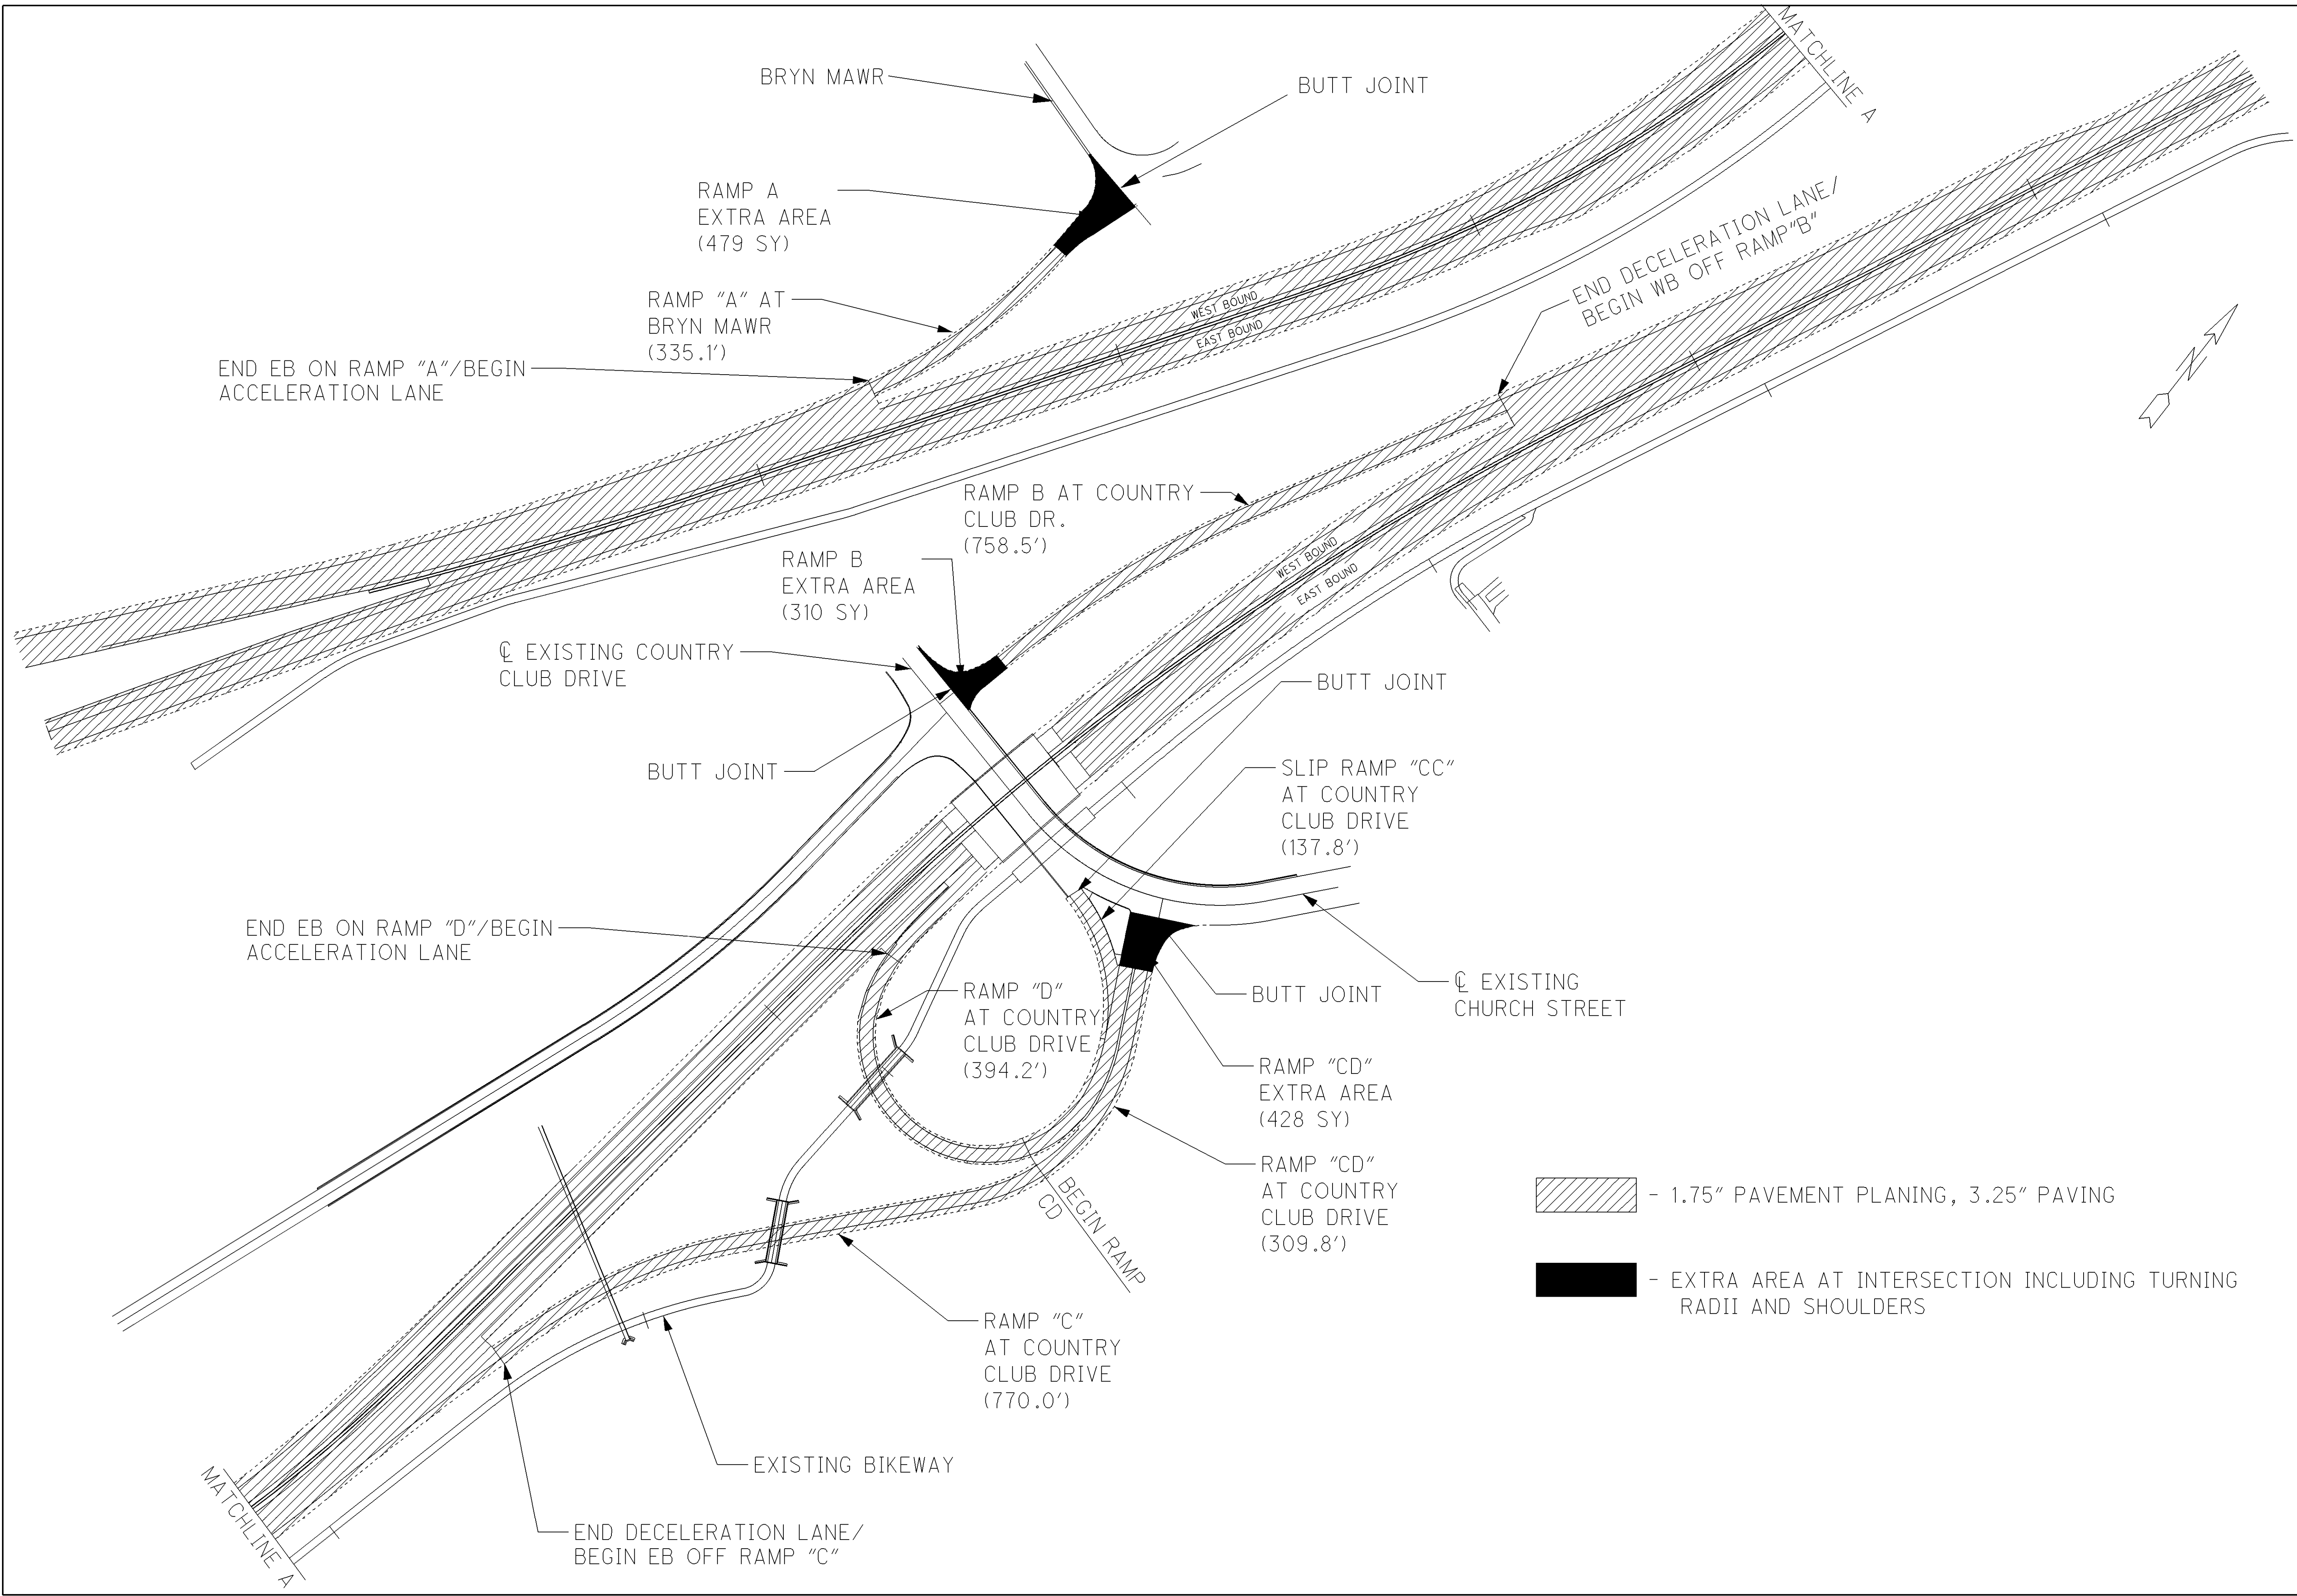 MATCHLINE A
BRYN MAWR
BUTT JOINT
RAMP A
EXTRA AREA
(479 SY)
END DECELERATION LANE/
BEGIN WB OFF RAMP"B"
RAMP "A" AT
BRYN MAWR
(335.1')
WEST BOUND
EAST BOUND
END EB ON RAMP "A"/BEGIN
ACCELERATION LANE
N
RAMP B AT COUNTRY
CLUB DR.
(758.5')
RAMP B
EXTRA AREA
(310 SY)
WEST BOUND
EAST BOUND
℄ EXISTING COUNTRY
CLUB DRIVE
BUTT JOINT
BUTT JOINT
SLIP RAMP "CC"
AT COUNTRY
CLUB DRIVE
(137.8')
END EB ON RAMP "D"/BEGIN
ACCELERATION LANE
RAMP "D"
AT COUNTRY
CLUB DRIVE
(394.2')
BUTT JOINT
℄ EXISTING
CHURCH STREET
RAMP "CD"
EXTRA AREA
(428 SY)
RAMP "CD"
AT COUNTRY
CLUB DRIVE
(309.8')
BEGIN RAMP
CD
- 1.75" PAVEMENT PLANING, 3.25" PAVING
- EXTRA AREA AT INTERSECTION INCLUDING TURNING
RADII AND SHOULDERS
RAMP "C"
AT COUNTRY
CLUB DRIVE
(770.0')
EXISTING BIKEWAY
END DECELERATION LANE/
BEGIN EB OFF RAMP "C"
MATCHLINE A